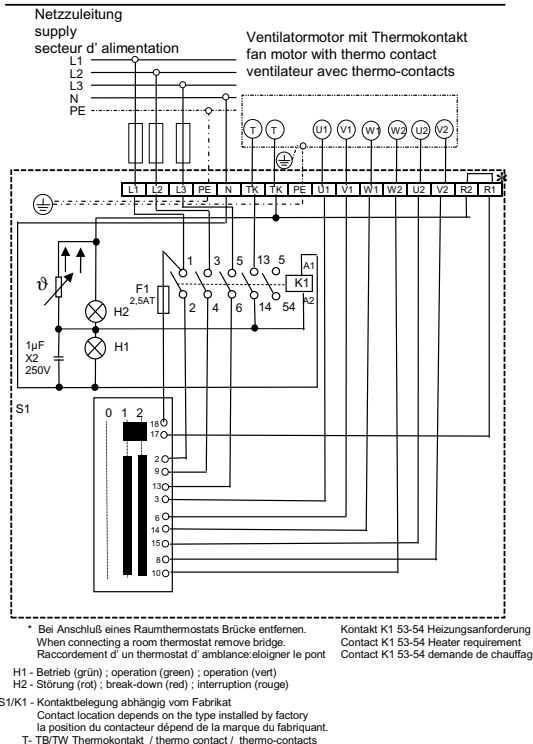 Netzzuleitung
supply
secteur d' alimentation
Ventilatormotor mit Thermokontakt
fan motor with thermo contact
ventilateur avec thermo-contacts
L1
L2
L3
N
PE
T T U1 V1 W1 W2 U2 V2
L1 L2 L3 PE N TK TK PE U1 V1 W1 W2 U2 V2 R2 R1 *
ϑ
H2
H1
1µF
X2
250V
F1
2,5AT
1 3 5 13 5
2 4 6 14 54
A1
K1
A2
S1
0 1 2
18
17
2
9
13
3
6
14
15
8
10
* Bei Anschluß eines Raumthermostats Brücke entfernen.
When connecting a room thermostat remove bridge.
Raccordement d' un thermostat d' amblance:eloigner le pont
Kontakt K1 53-54 Heizungsanforderung
Contact K1 53-54 Heater requirement
Contact K1 53-54 demande de chauffag
H1 - Betrieb (grün) ; operation (green) ; operation (vert)
H2 - Störung (rot) ; break-down (red) ; interruption (rouge)
S1/K1 - Kontaktbelegung abhängig vom Fabrikat
Contact location depends on the type installed by factory
la position du contacteur dépend de la marque du fabriquant.
T- TB/TW Thermokontakt / thermo contact / thermo-contacts